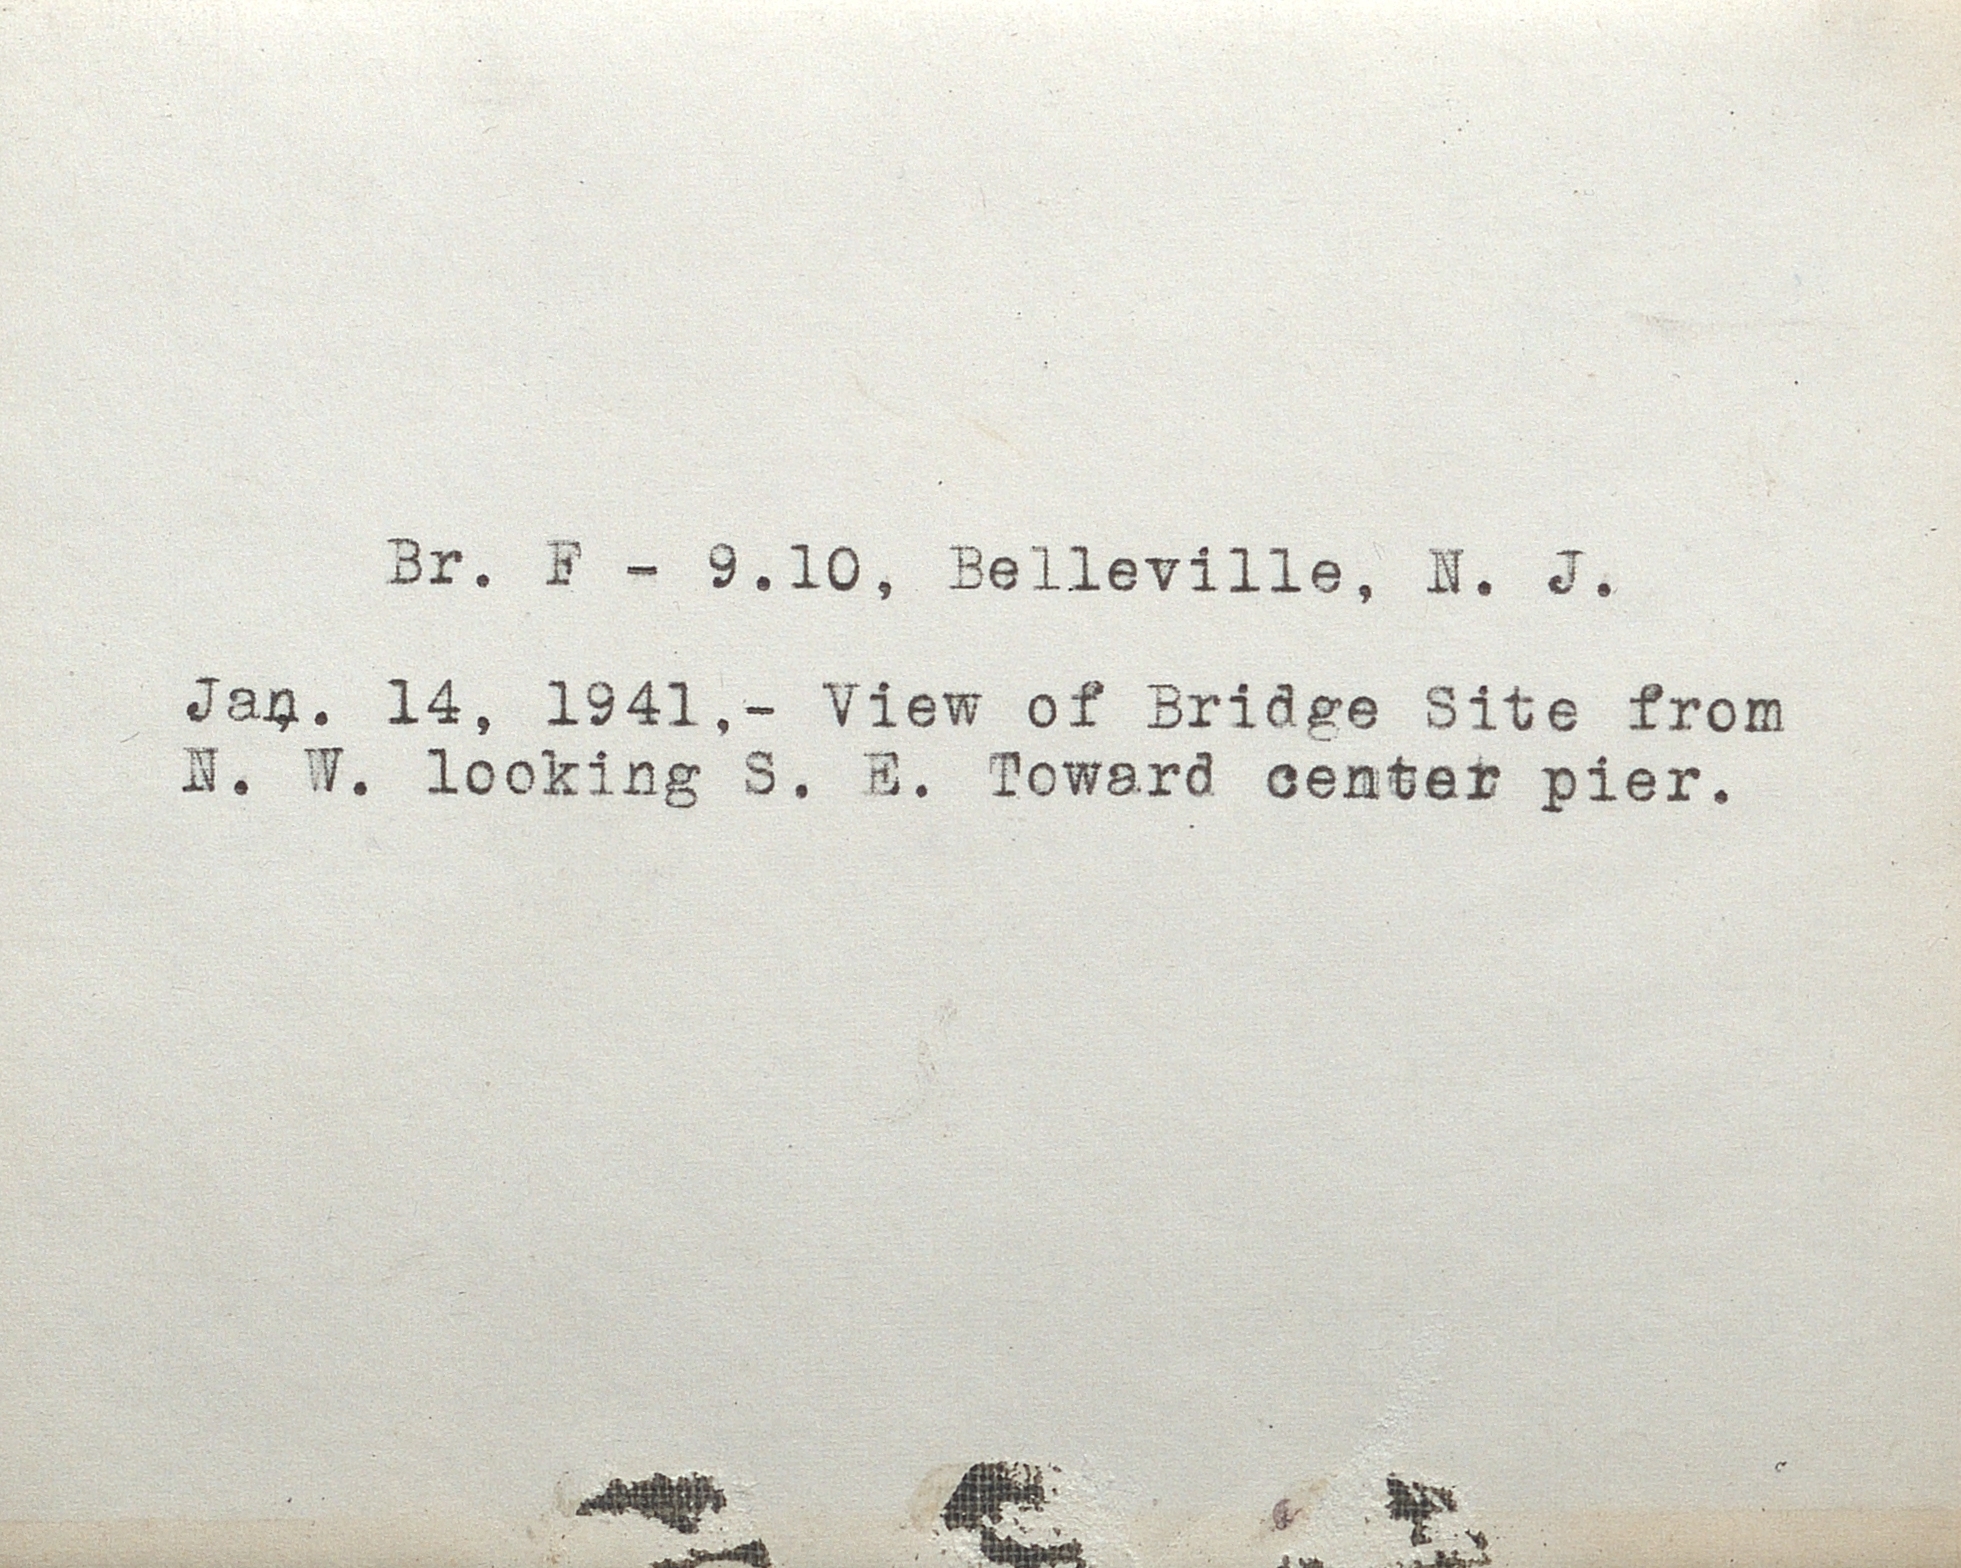 Br. F - 9.10, Belleville, N. J.
Jan. 14, 1941,- View of Bridge Site from
N. W. looking S. E. Toward center pier.